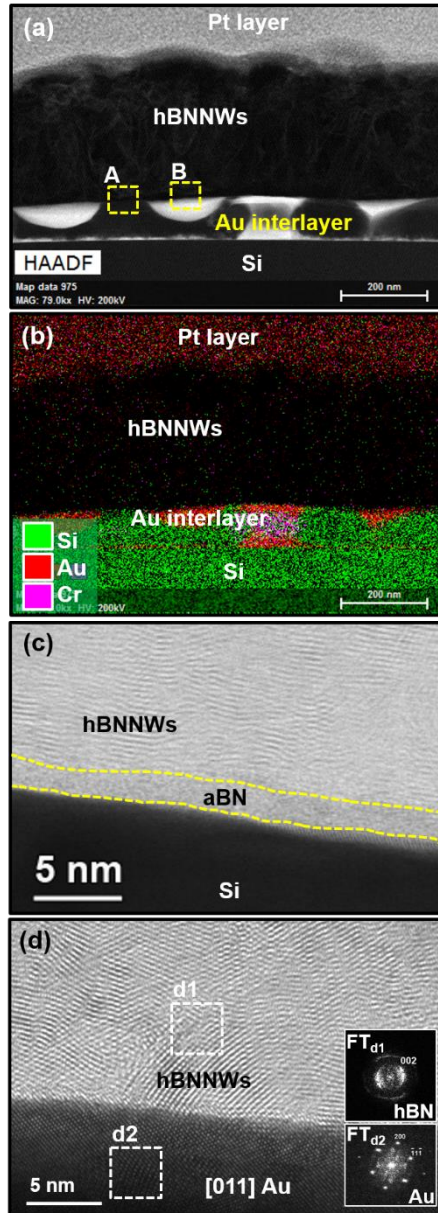 (a)
Pt layer
hBNNWs
A
B
Au interlayer
HAADF
Si
Map data 975
MAG: 79.0kx HV: 200kV
200 nm
(b)
Pt layer
hBNNWs
Au interlayer
Si
Au
Cr
Si
200 nm
(c)
hBNNWs
aBN
5 nm
Si
(d)
d1
hBNNWs
d2
5 nm
[011] Au
FTd1
002
hBN
FTd2
200
Au